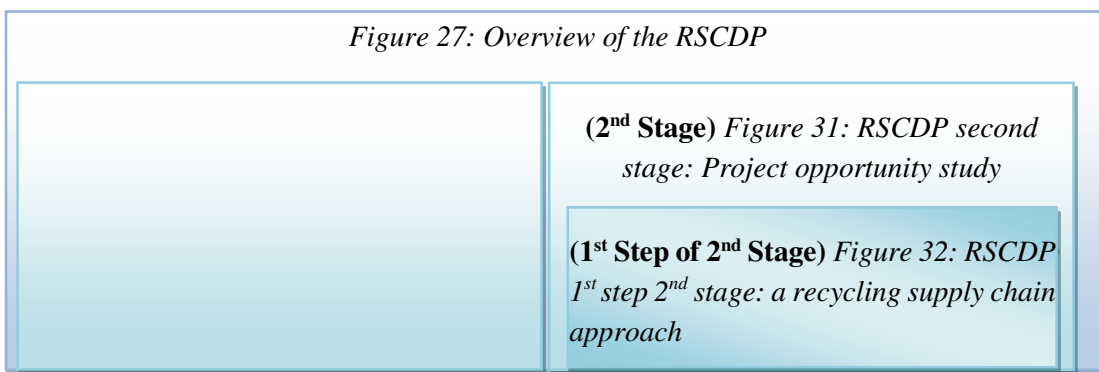 Figure 27: Overview of the RSCDP
(2nd Stage) Figure 31: RSCDP second
stage: Project opportunity study
(1st Step of 2nd Stage) Figure 32: RSCDP
1st step 2nd stage: a recycling supply chain
approach